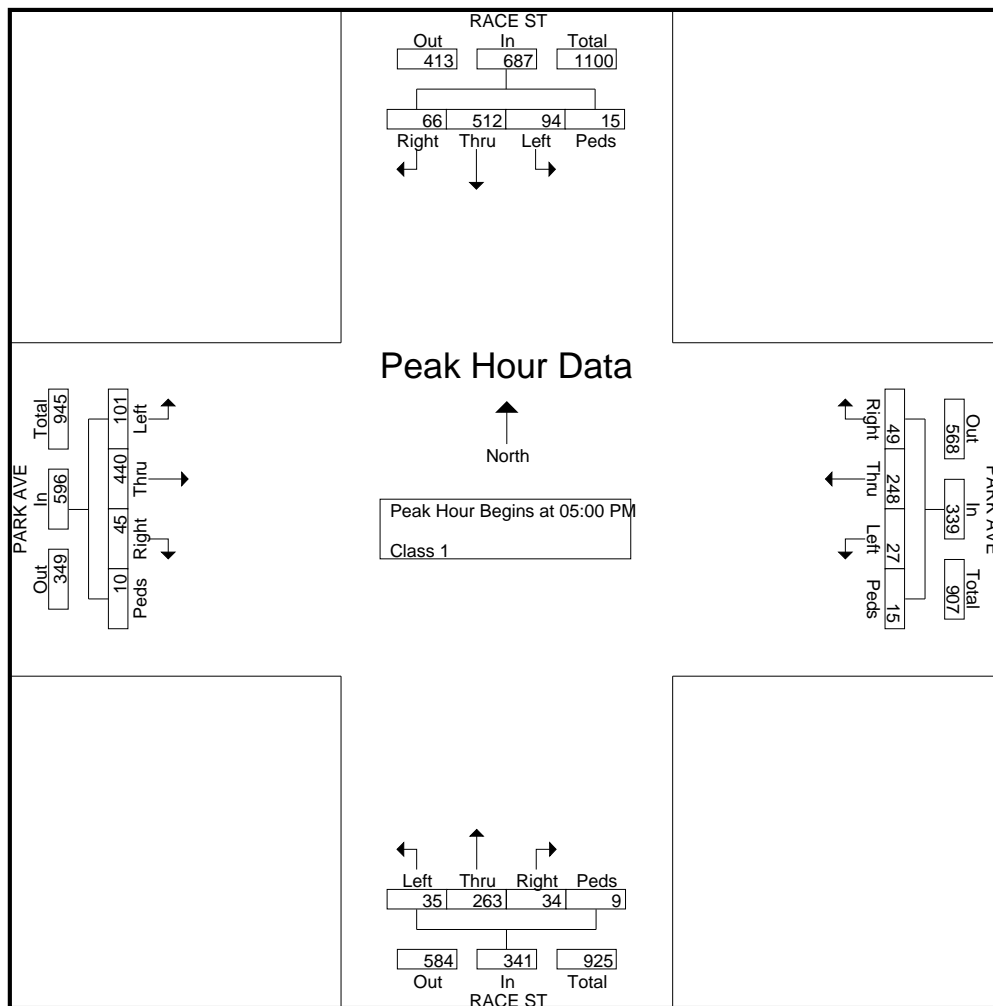 RACE ST
Out In Total
413 687 1100
66 512 94 15
Right Thru Left Peds
Peak Hour Data
North
Peak Hour Begins at 05:00 PM
Class 1
PARK AVE
Total In Out
945 596 349
101 440 45 10
Left Thru Right Peds
PARK AVE
Out In Total
568 339 907
49 248 27 15
Right Thru Left Peds
Left Thru Right Peds
35 263 34 9
584 341 925
Out In Total
RACE ST